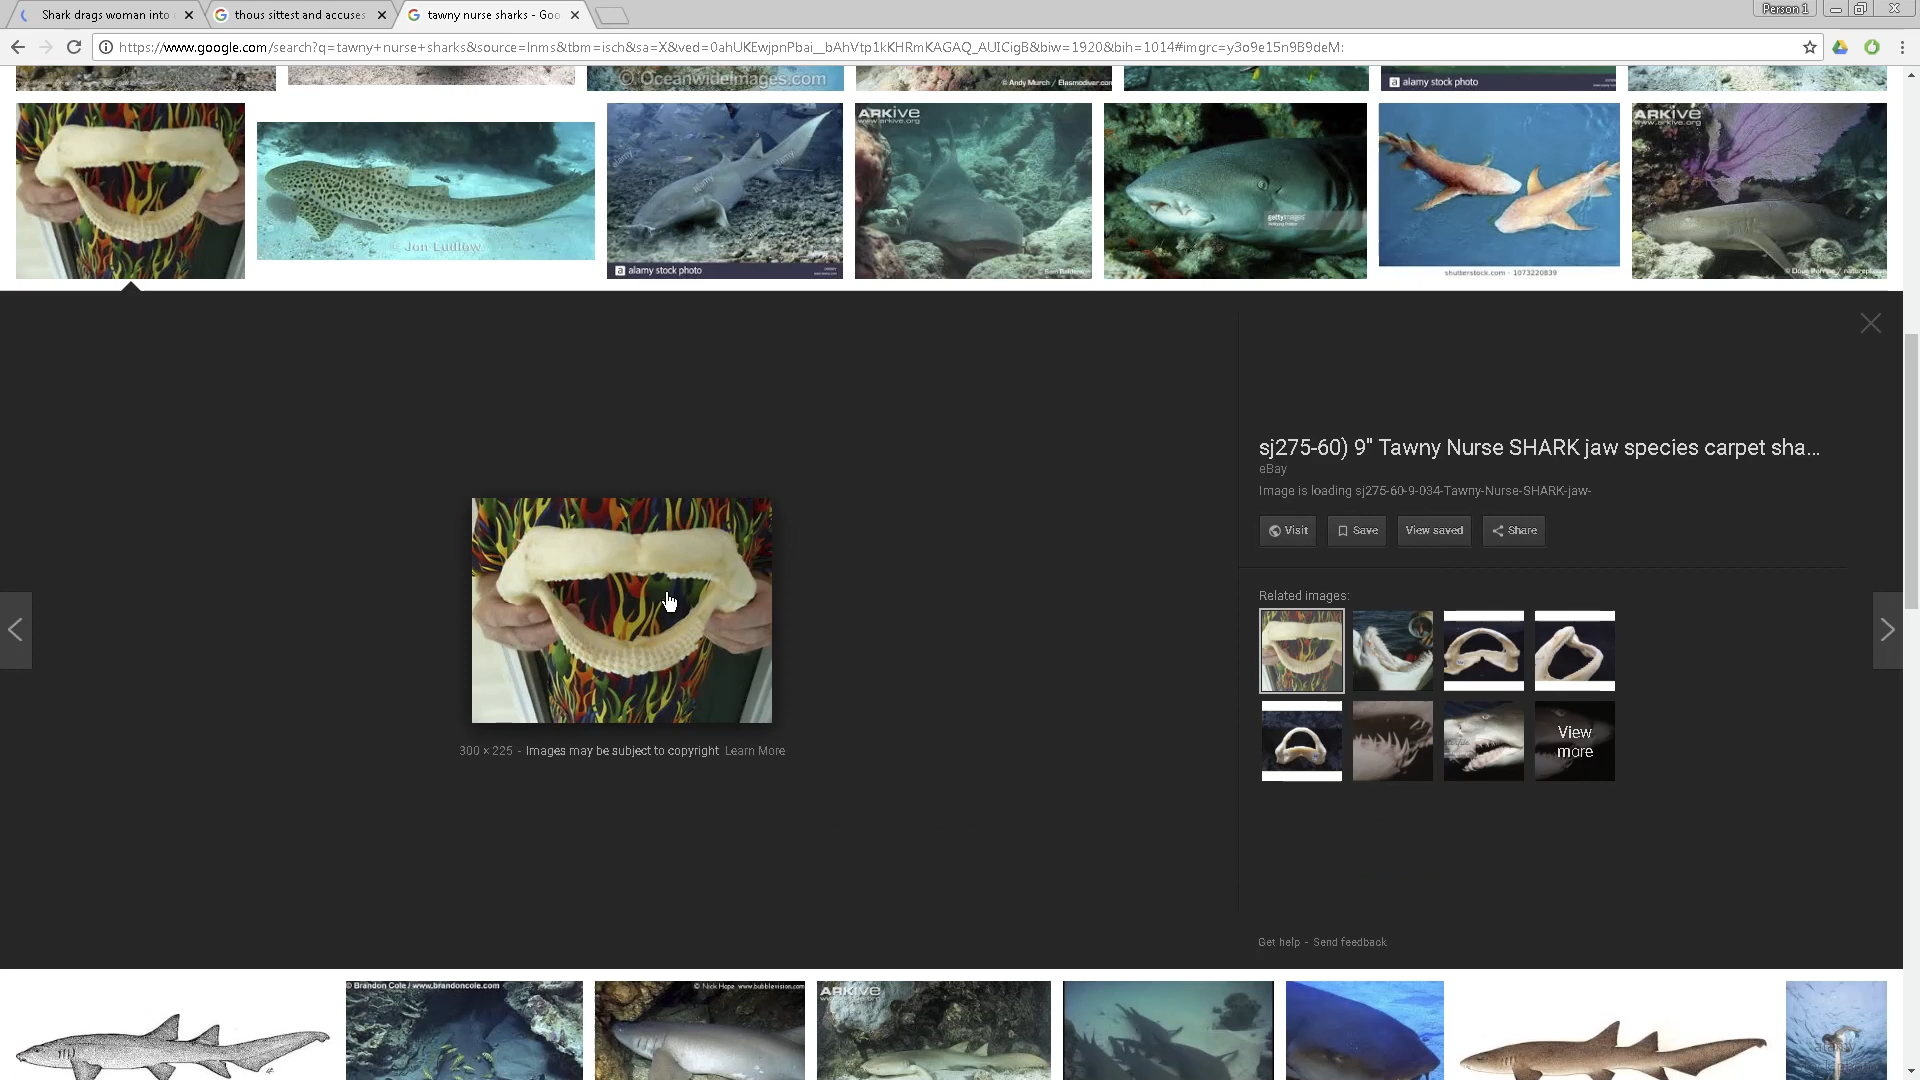 Shark drags woman into
thous sittest and accuses
tawny nurse sharks - Goo
Person 1
https://www.google.com/search?q=tawny+nurse+sharks&source=lnms&tbm=isch&sa=X&ved=0ahUKEwjpnPbai__bAhVtp1kKHRmKAGAQ_AUICigB&biw=1920&bih=1014#imgrc=y3o9e15n9B9deM:
© OceanwideImages.com
© Andy Murch / Elasmodiver.com
a alamy stock photo
© Jon Ludlow
alamy
a alamy stock photo
ARKIVE
www.arkive.org
gettyimages
shutterstock.com - 1073220839
ARKIVE
www.arkive.org
sj275-60) 9" Tawny Nurse SHARK jaw species carpet sha...
eBay
Image is loading sj275-60-9-034-Tawny-Nurse-SHARK-jaw-
Visit
Save
View saved
Share
Related images:
View
more
300 × 225 - Images may be subject to copyright Learn More
Get help - Send feedback
© Brandon Cole / www.brandoncole.com
© Nick Hope www.bubblevision.com
ARKIVE
www.arkive.org
alamy